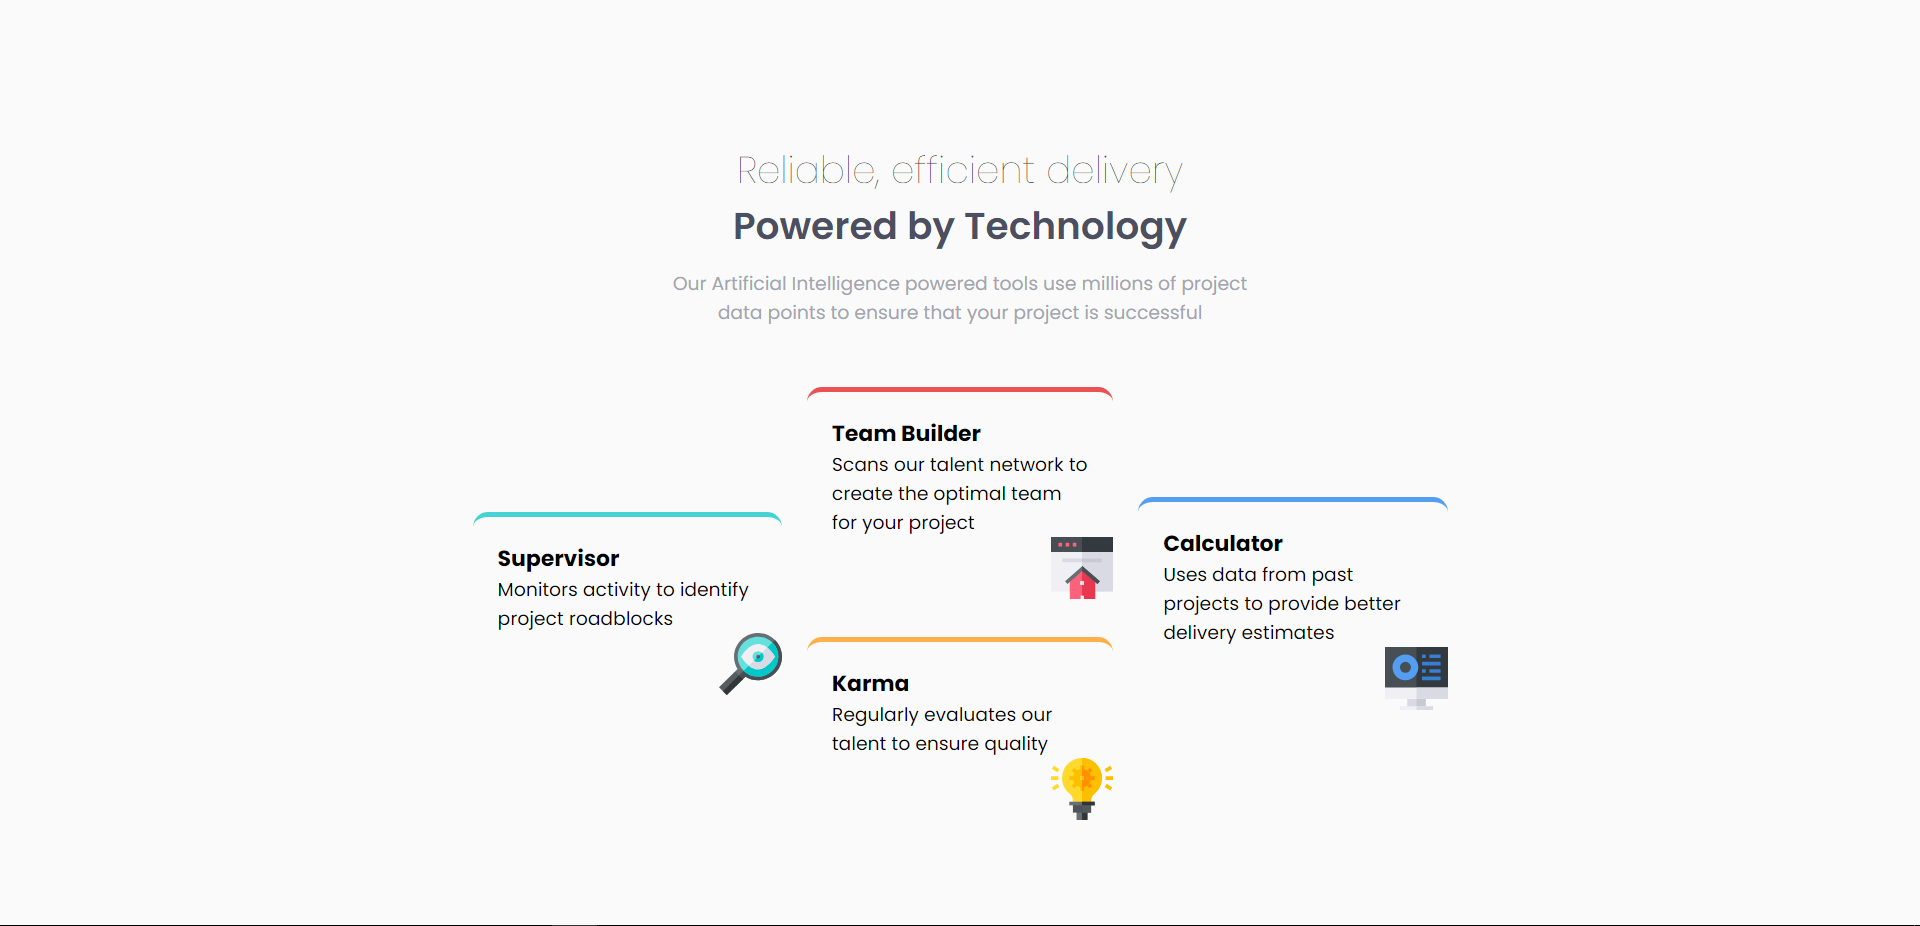 Reliable, efficient delivery
Powered by Technology
Our Artificial Intelligence powered tools use millions of project
data points to ensure that your project is successful
Supervisor
Monitors activity to identify
project roadblocks
Team Builder
Scans our talent network to
create the optimal team
for your project
Karma
Regularly evaluates our
talent to ensure quality
Calculator
Uses data from past
projects to provide better
delivery estimates